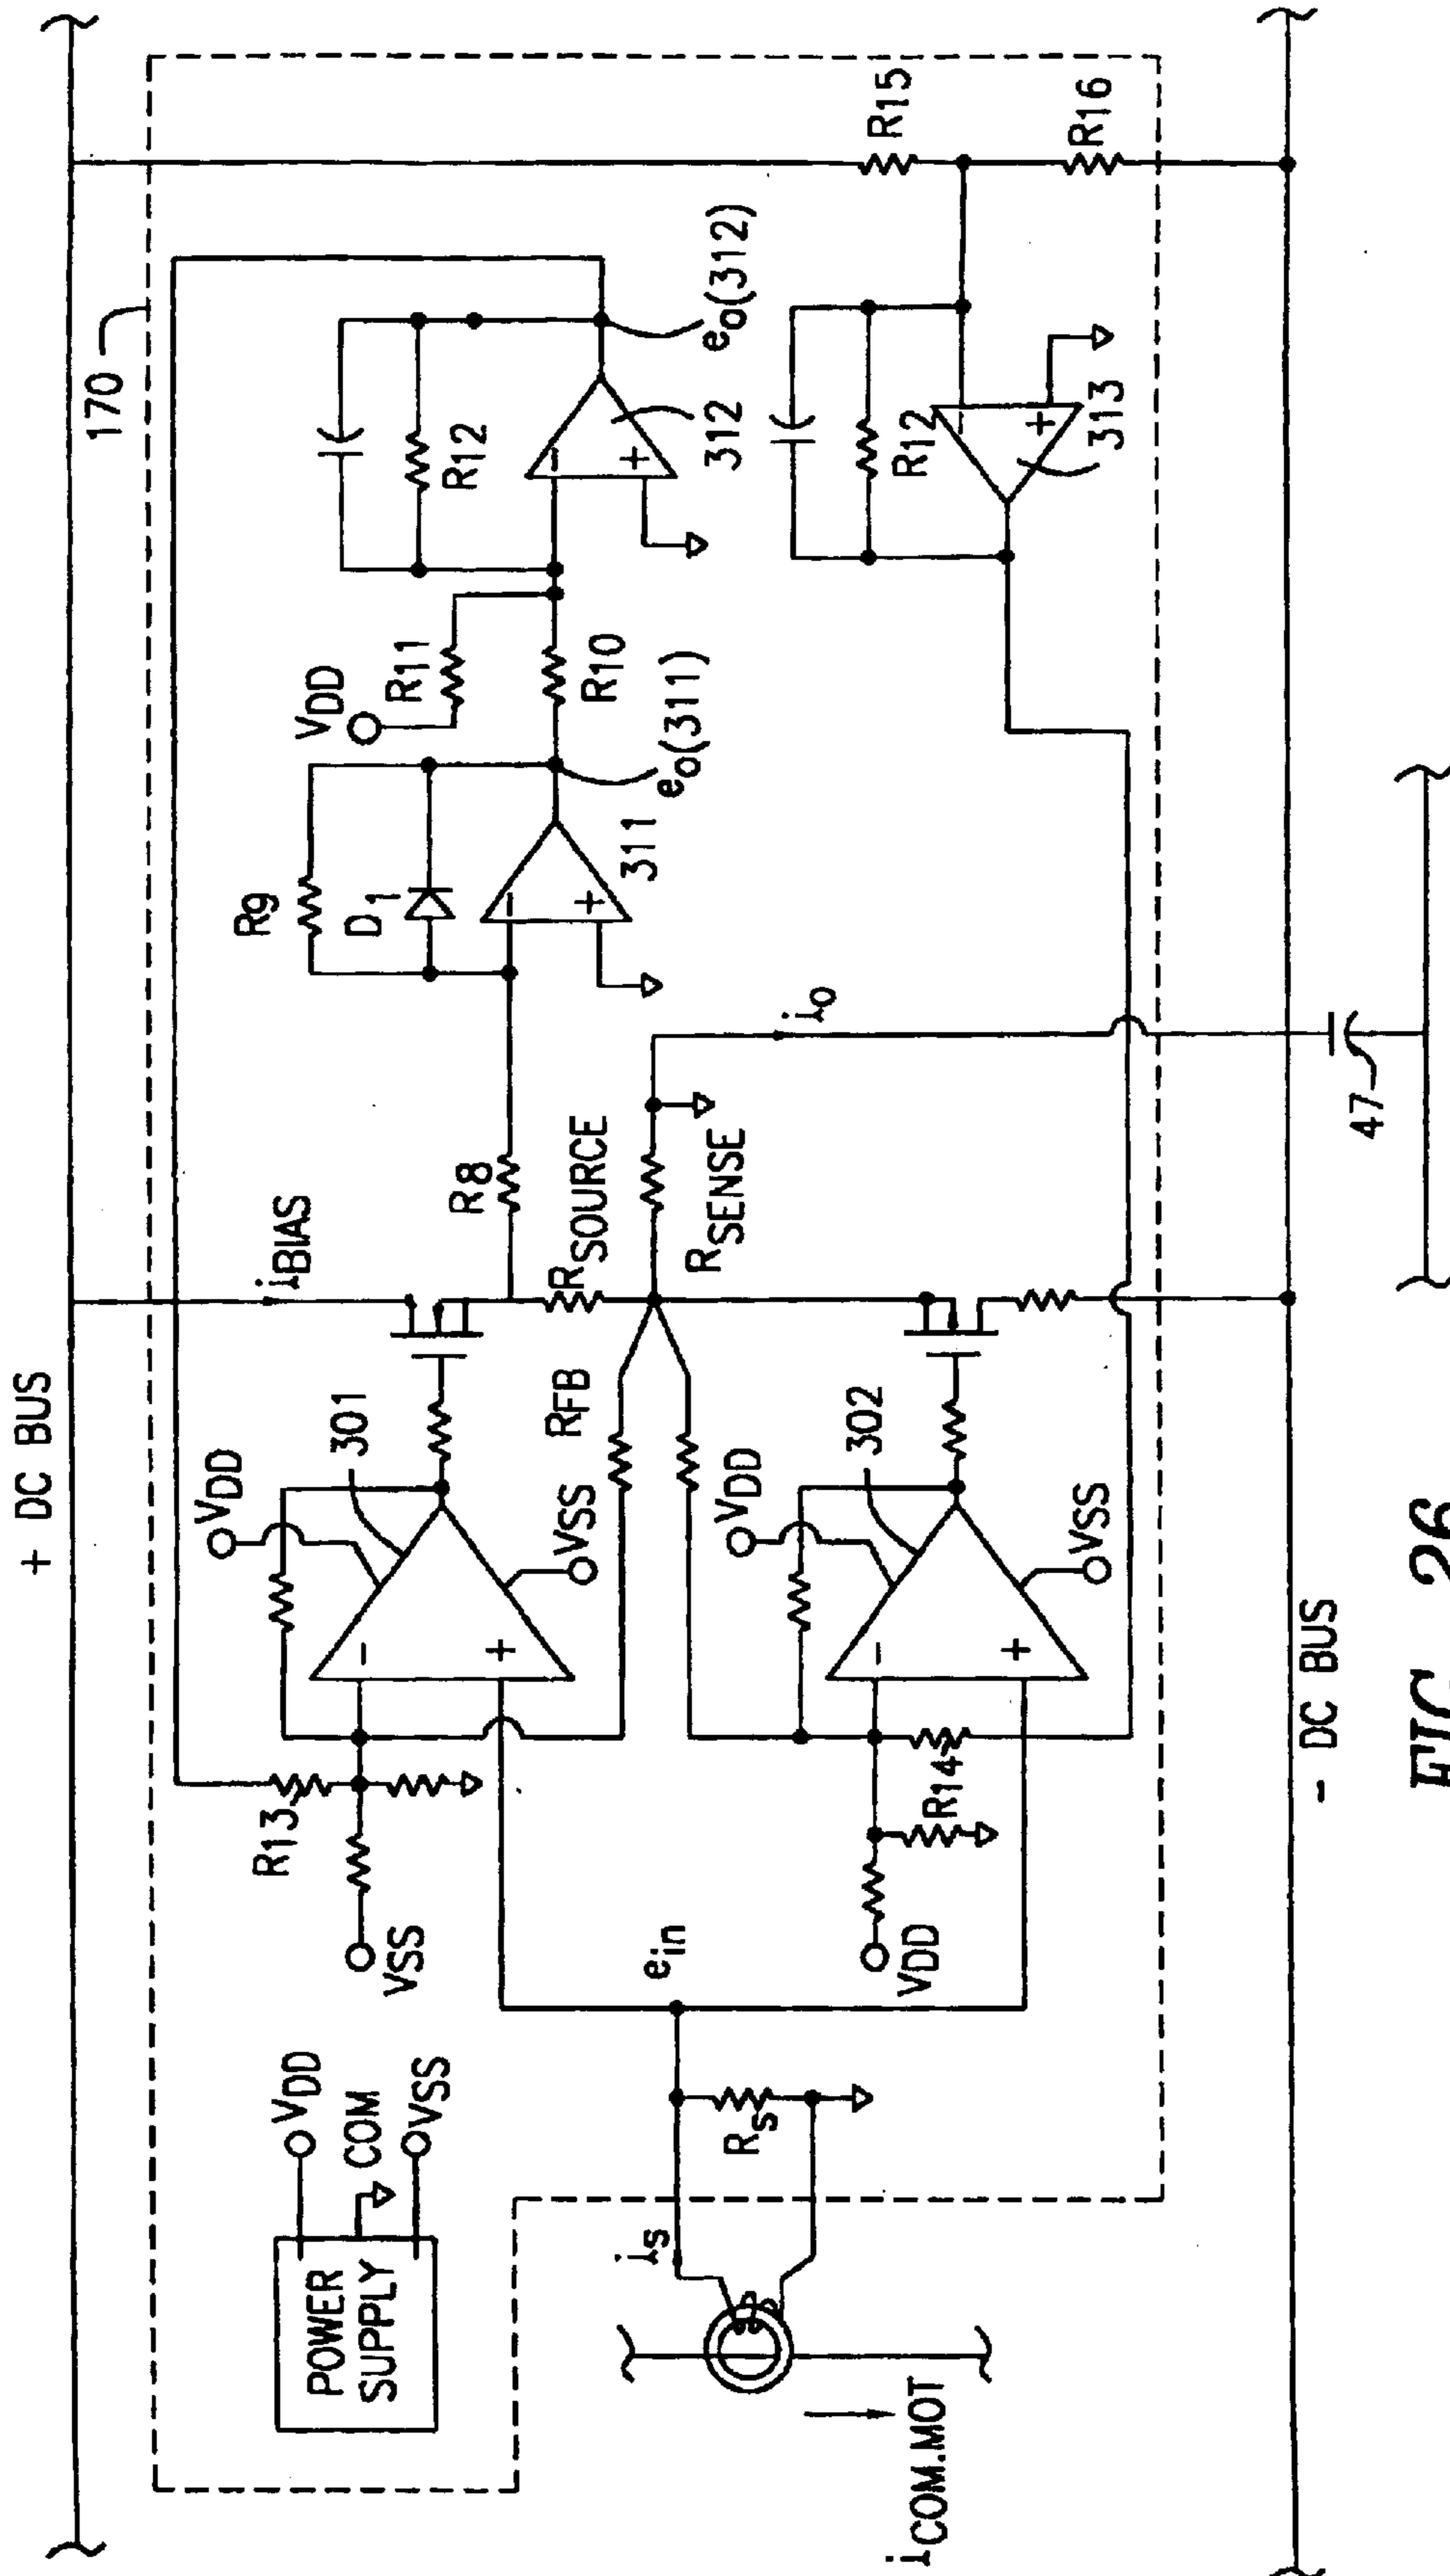 + DC BUS
170
iBIAS
R9
D1
VDD
R11
R12
R8
311
R10
eo(311)
312
eo(312)
R15
R16
R12
313
RSOURCE
RSENSE
io
47
RFB
301
VDD
VSS
R13
VSS
302
VDD
VSS
R14
VDD
ein
POWER
SUPPLY
VDD
COM
VSS
Rs
is
iCOM.MOT
- DC BUS
FIG. 26